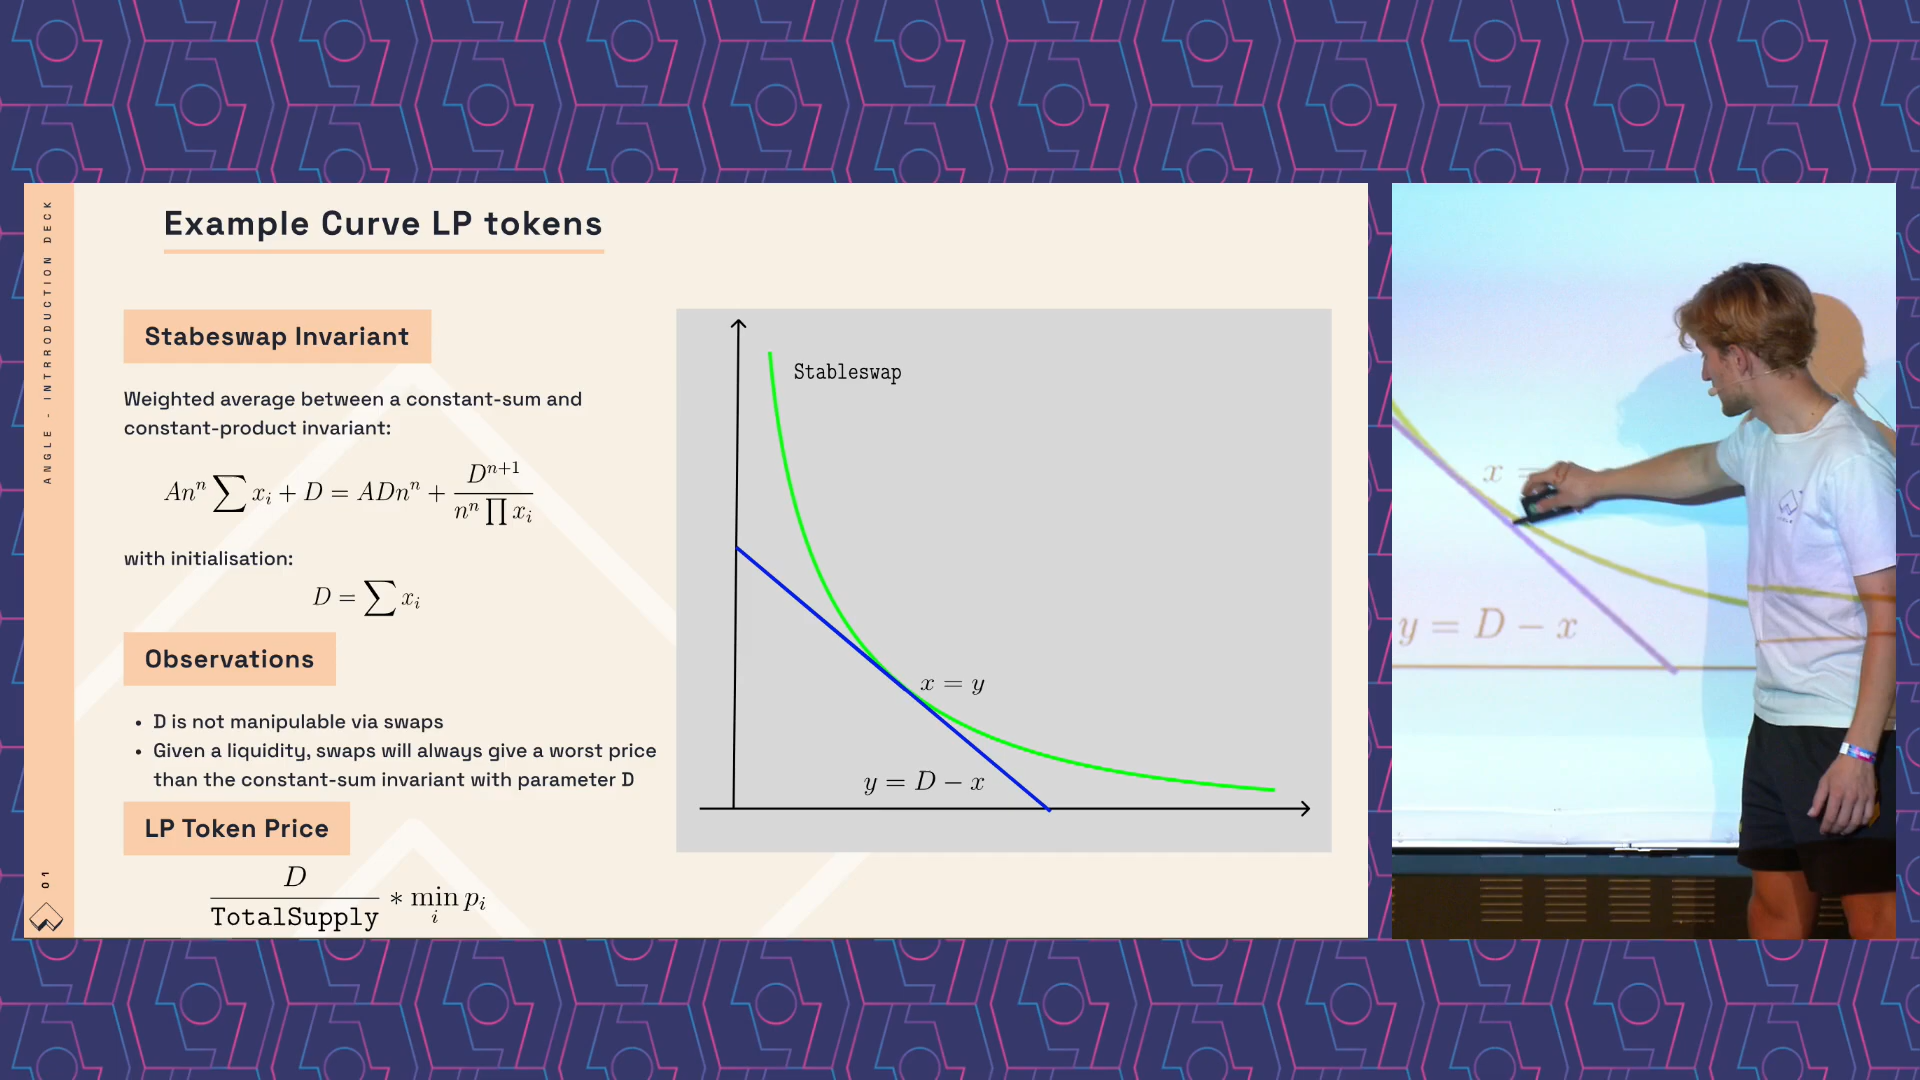 ANGLE - INTRRODUCTION DECK
01
Example Curve LP tokens
Stabeswap Invariant
Weighted average between a constant-sum and
constant-product invariant:
An^n ∑ x_i + D = ADn^n + D^{n+1} / (n^n ∏ x_i)
with initialisation:
D = ∑ x_i
Observations
• D is not manipulable via swaps
• Given a liquidity, swaps will always give a worst price
than the constant-sum invariant with parameter D
LP Token Price
D / TotalSupply * min_i p_i
Stableswap
x = y
y = D − x
x =
y = D − x